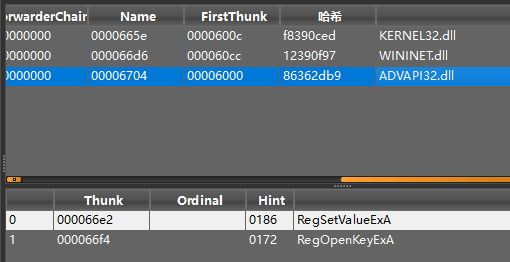 orwarderChair Name FirstThunk 哈希
0000000 0000665e 0000600c f8390ced KERNEL32.dll
0000000 000066d6 000060cc 12390f97 WININET.dll
0000000 00006704 00006000 86362db9 ADVAPI32.dll
Thunk Ordinal Hint
0 000066e2 0186 RegSetValueExA
1 000066f4 0172 RegOpenKeyExA